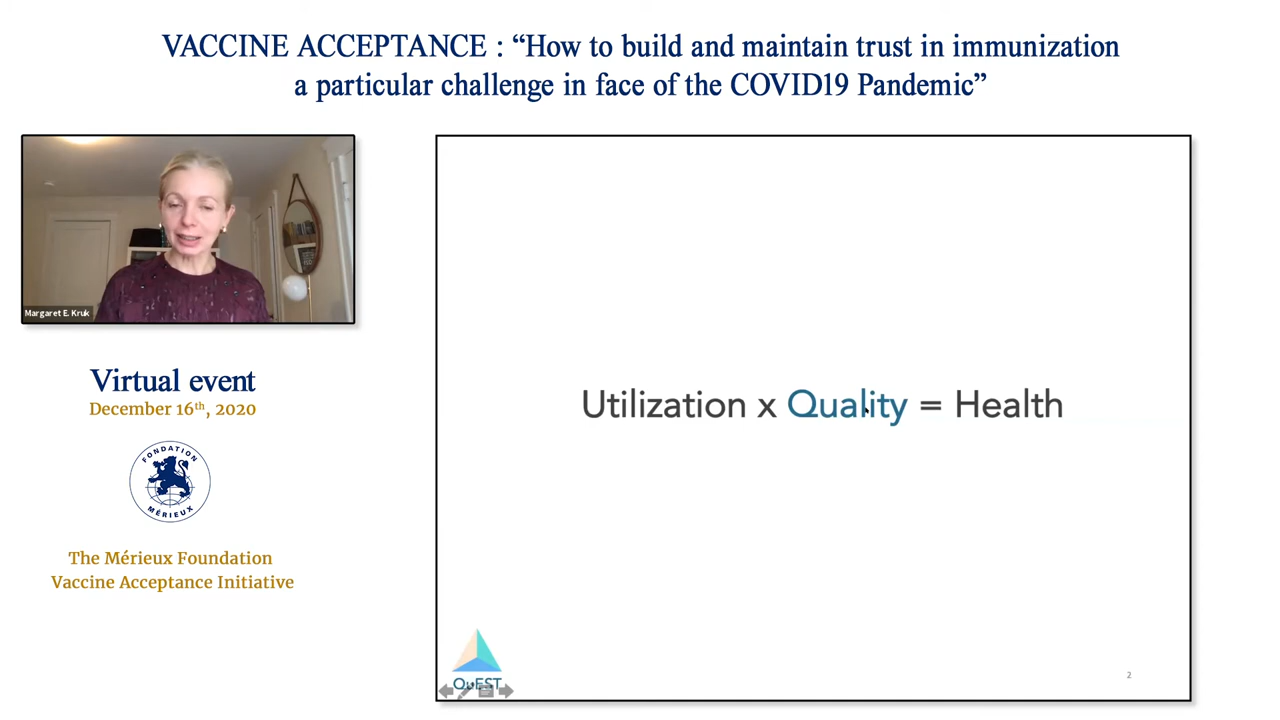 VACCINE ACCEPTANCE : “How to build and maintain trust in immunization
a particular challenge in face of the COVID19 Pandemic”
Margaret E. Kruk
Virtual event
December 16th, 2020
FONDATION
MÉRIEUX
The Mérieux Foundation
Vaccine Acceptance Initiative
Utilization x Quality = Health
QuEST
2